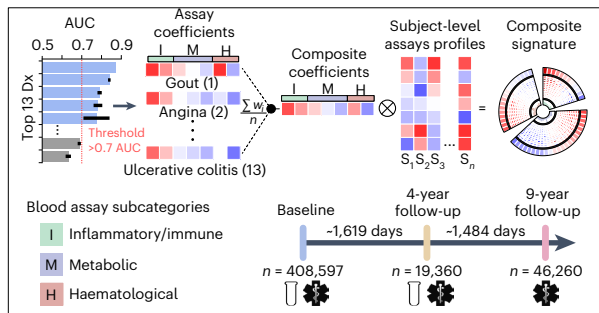 AUC
0.5 0.7 0.9
Top 13 Dx
Threshold
>0.7 AUC
Assay
coefficients
I M H
Gout (1)
Angina (2)
Ulcerative colitis (13)
∑ wᵢ
n
Composite
coefficients
I M H
⊗
Subject-level
assays profiles
S₁ S₂ S₃ ... Sₙ
=
Composite
signature
Blood assay subcategories
I Inflammatory/immune
M Metabolic
H Haematological
Baseline
4-year
follow-up
9-year
follow-up
~1,619 days
~1,484 days
n = 408,597
n = 19,360
n = 46,260